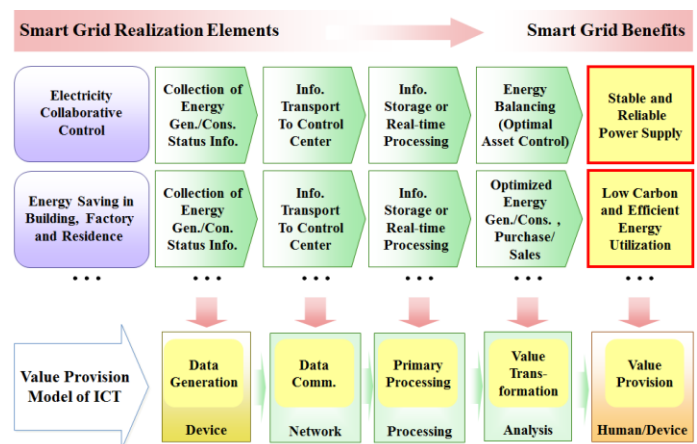 Smart Grid Realization Elements
Smart Grid Benefits
Electricity
Collaborative
Control
Collection of
Energy
Gen./Cons.
Status Info.
Info.
Transport
To Control
Center
Info.
Storage or
Real-time
Processing
Energy
Balancing
(Optimal
Asset Control)
Stable and
Reliable
Power Supply
Energy Saving in
Building, Factory
and Residence
Collection of
Energy
Gen./Con.
Status Info.
Info.
Transport
To Control
Center
Info.
Storage or
Real-time
Processing
Optimized
Energy
Gen./Cons. ,
Purchase/
Sales
Low Carbon
and Efficient
Energy
Utilization
• • •
• • •
• • •
• • •
• • •
• • •
Value Provision
Model of ICT
Data
Generation
Device
Data
Comm.
Network
Primary
Processing
Processing
Value
Trans-
formation
Analysis
Value
Provision
Human/Device